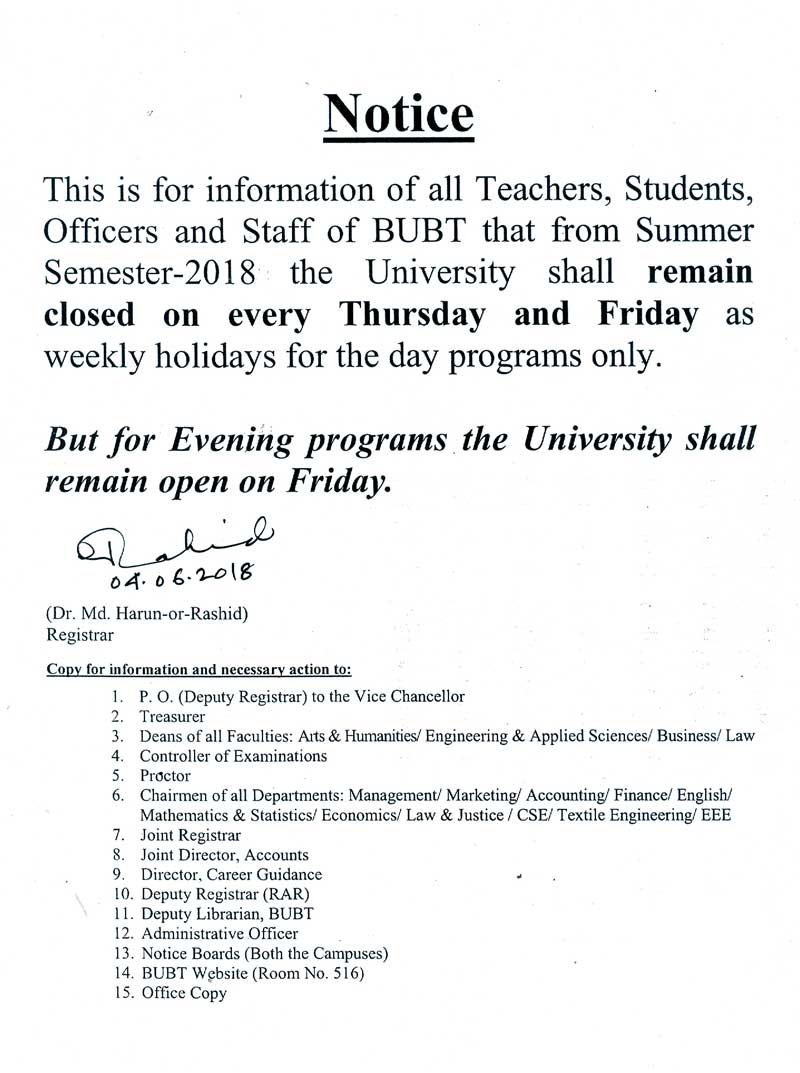 Notice
This is for information of all Teachers, Students,
Officers and Staff of BUBT that from Summer
Semester-2018 the University shall remain
closed on every Thursday and Friday as
weekly holidays for the day programs only.
But for Evening programs the University shall
remain open on Friday.
Rashid
04.06.2018
(Dr. Md. Harun-or-Rashid)
Registrar
Copy for information and necessary action to:
1. P. O. (Deputy Registrar) to the Vice Chancellor
2. Treasurer
3. Deans of all Faculties: Arts & Humanities/ Engineering & Applied Sciences/ Business/ Law
4. Controller of Examinations
5. Proctor
6. Chairmen of all Departments: Management/ Marketing/ Accounting/ Finance/ English/
Mathematics & Statistics/ Economics/ Law & Justice / CSE/ Textile Engineering/ EEE
7. Joint Registrar
8. Joint Director, Accounts
9. Director, Career Guidance
10. Deputy Registrar (RAR)
11. Deputy Librarian, BUBT
12. Administrative Officer
13. Notice Boards (Both the Campuses)
14. BUBT Website (Room No. 516)
15. Office Copy